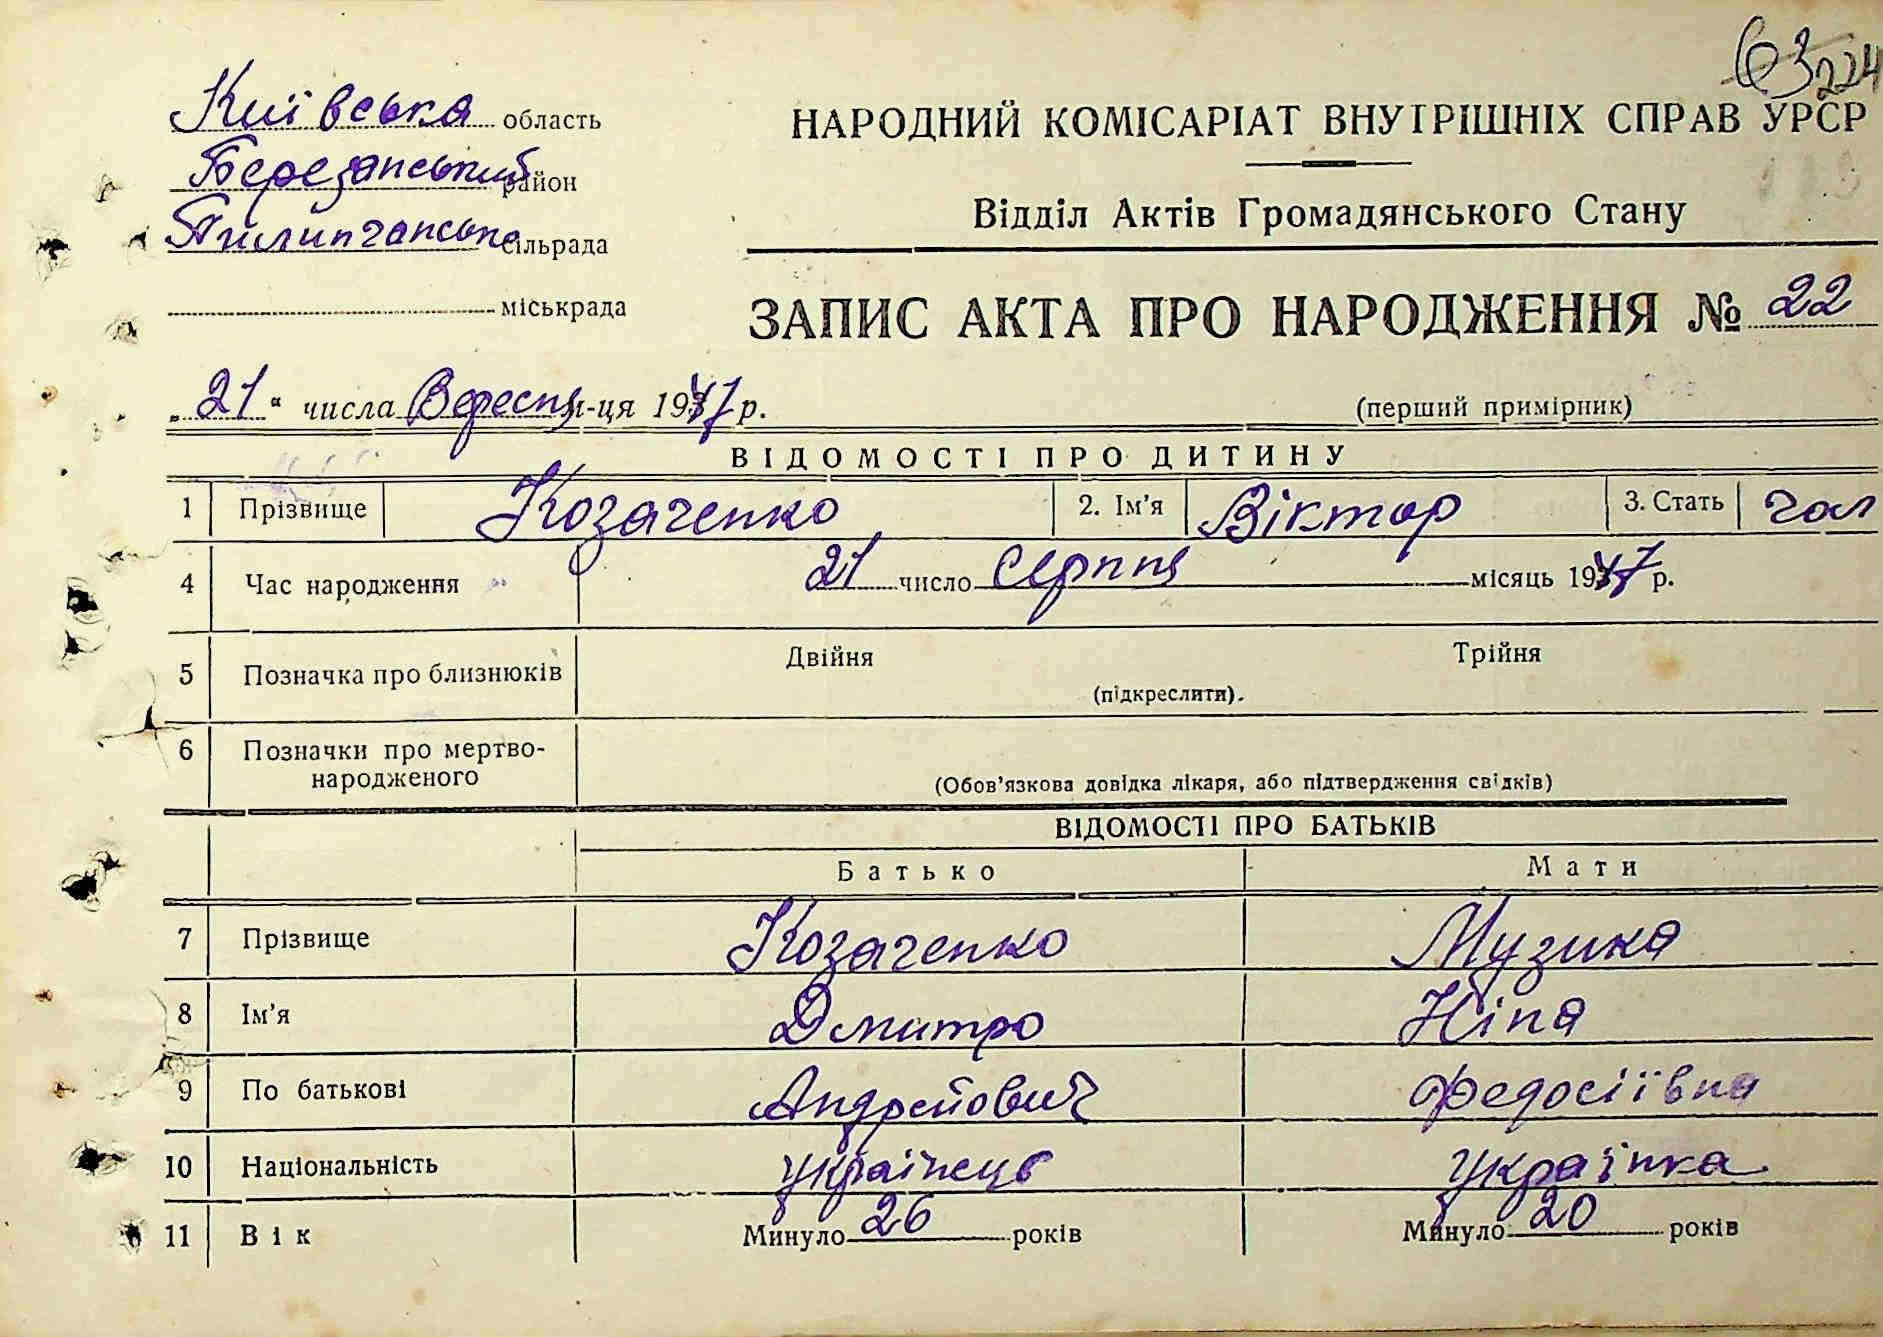 63 224
Київська область
Березанський район
Пилипчанська сільрада
міськрада
НАРОДНИЙ КОМІСАРІАТ ВНУТРІШНІХ СПРАВ УРСР
Відділ Актів Громадянського Стану
ЗАПИС АКТА ПРО НАРОДЖЕННЯ № 22
„21“ числа Вересня м-ця 1947 р.
(перший примірник)
ВІДОМОСТІ ПРО ДИТИНУ
1 Прізвище Козаченко 2. Ім'я Віктор 3. Стать чол
4 Час народження 21 число Серпня місяць 1947 р.
5 Позначка про близнюків Двійня Трійня
(підкреслити).
6 Позначки про мертво-
народженого
(Обов'язкова довідка лікаря, або підтвердження свідків)
ВІДОМОСТІ ПРО БАТЬКІВ
Батько Мати
7 Прізвище Козаченко Музика
8 Ім'я Дмитро Ніна
9 По батькові Андрейович Федосіївна
10 Національність українець українка
11 Вік Минуло 26 років Минуло 20 років